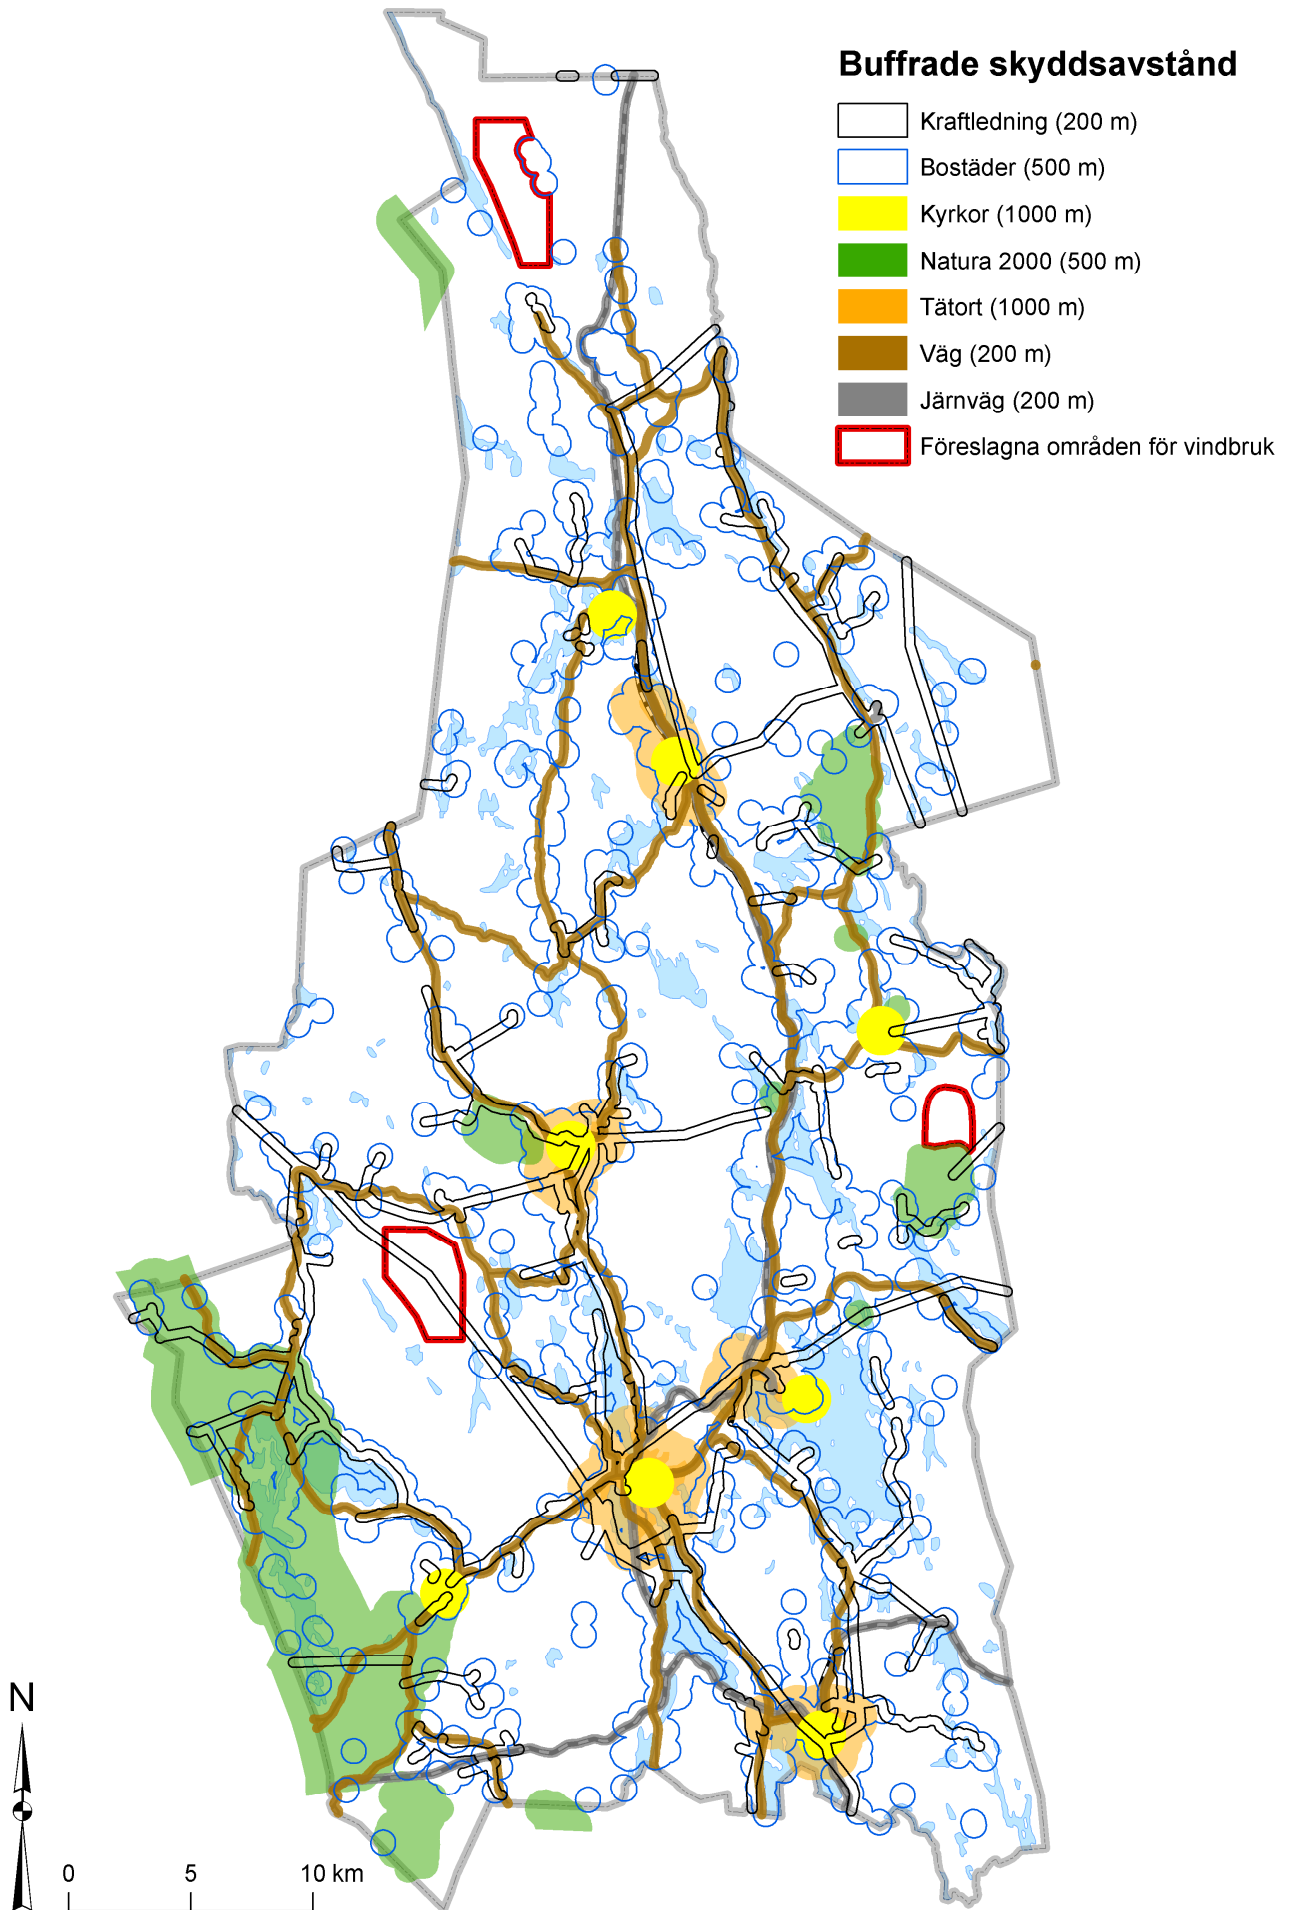 Buffrade skyddsavstånd
Kraftledning (200 m)
Bostäder (500 m)
Kyrkor (1000 m)
Natura 2000 (500 m)
Tätort (1000 m)
Väg (200 m)
Järnväg (200 m)
Föreslagna områden för vindbruk
N
0 5 10 km